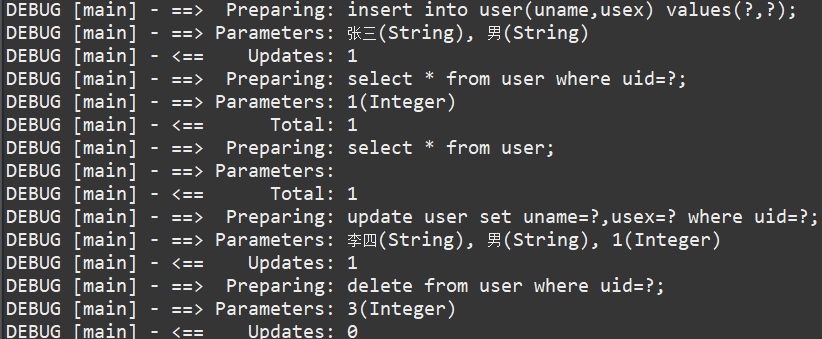 DEBUG [main] - ==>  Preparing: insert into user(uname,usex) values(?,?);
DEBUG [main] - ==> Parameters: 张三(String), 男(String)
DEBUG [main] - <==    Updates: 1
DEBUG [main] - ==>  Preparing: select * from user where uid=?;
DEBUG [main] - ==> Parameters: 1(Integer)
DEBUG [main] - <==      Total: 1
DEBUG [main] - ==>  Preparing: select * from user;
DEBUG [main] - ==> Parameters:
DEBUG [main] - <==      Total: 1
DEBUG [main] - ==>  Preparing: update user set uname=?,usex=? where uid=?;
DEBUG [main] - ==> Parameters: 李四(String), 男(String), 1(Integer)
DEBUG [main] - <==    Updates: 1
DEBUG [main] - ==>  Preparing: delete from user where uid=?;
DEBUG [main] - ==> Parameters: 3(Integer)
DEBUG [main] - <==    Updates: 0